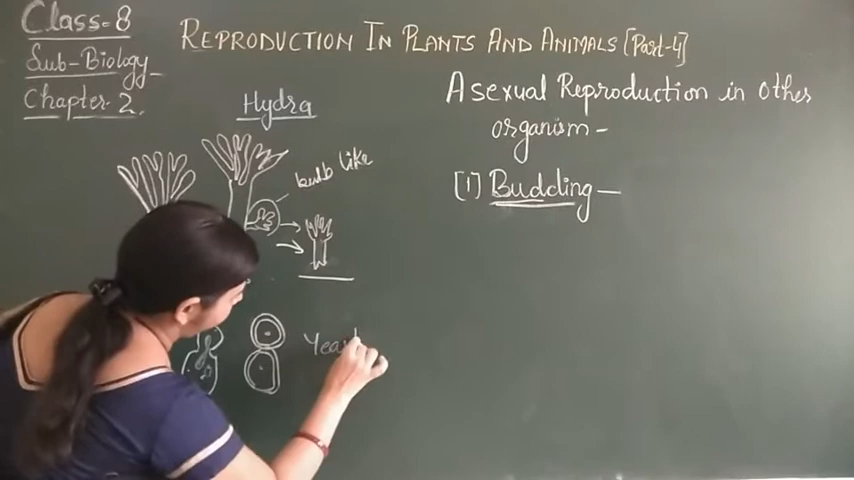 Class-8
Sub-Biology
Chapter-2.
REPRODUCTION IN PLANTS AND ANIMALS [Part-4]
Asexual Reproduction in other
organism-
[1] Budding-
Hydra
bulb like